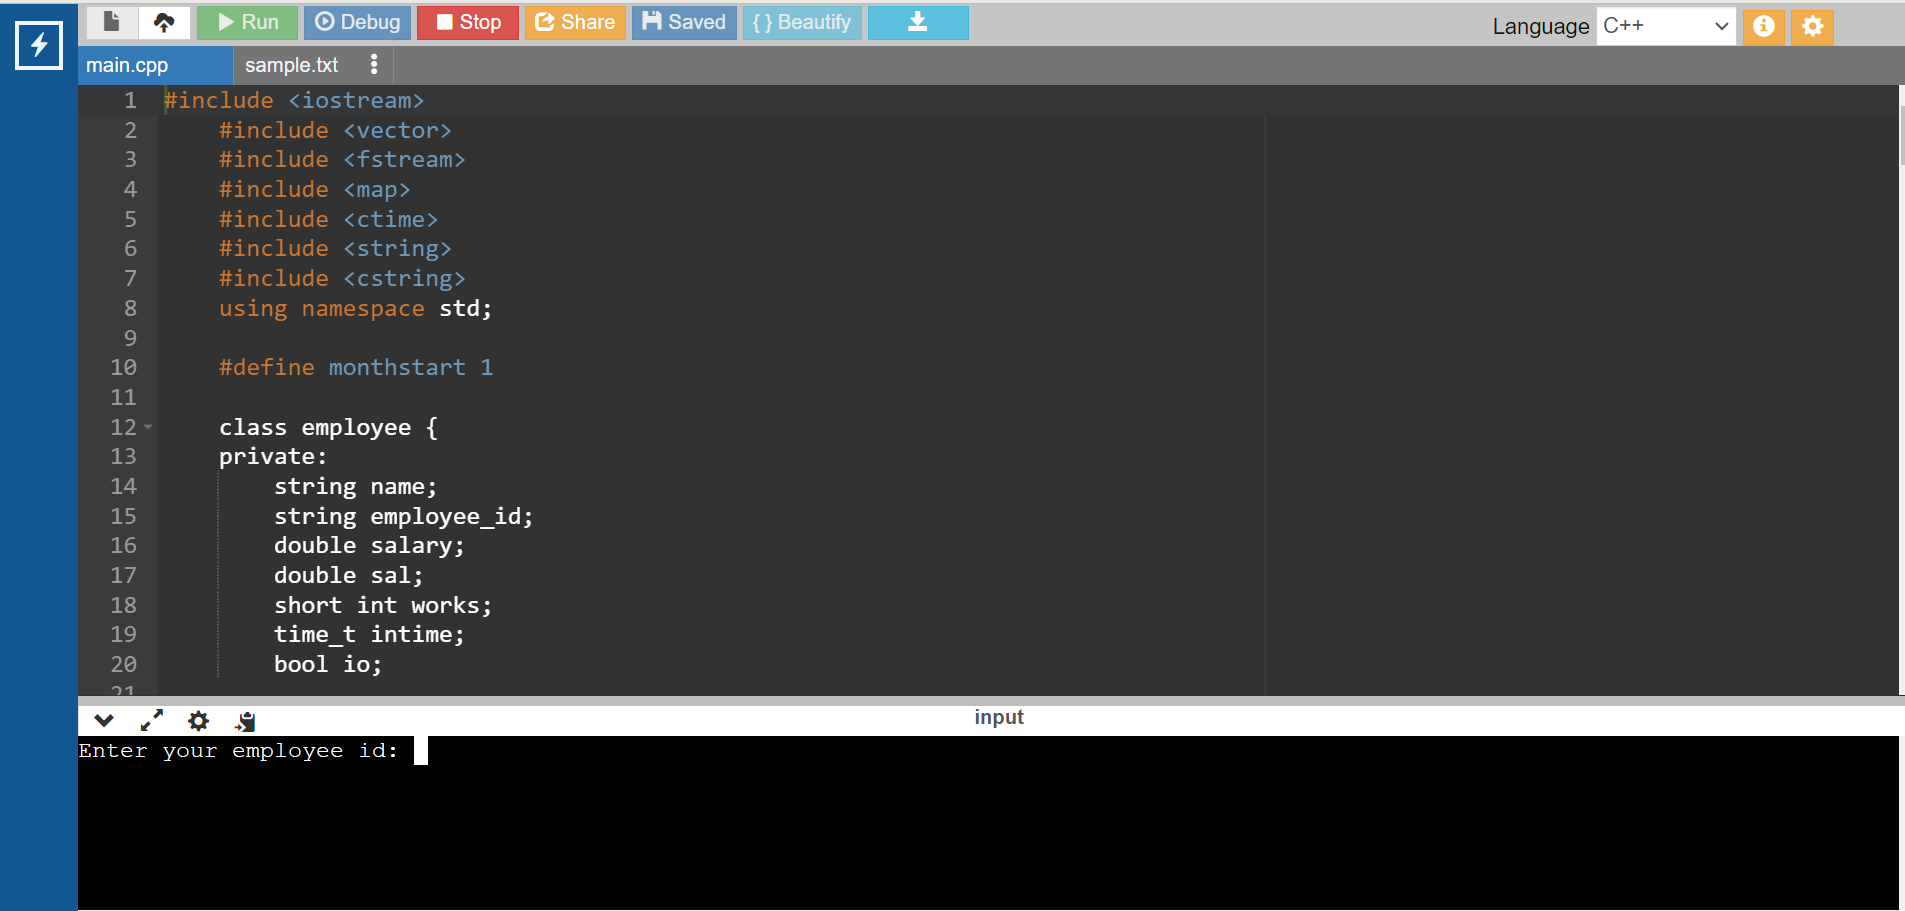 Run Debug Stop Share Saved { } Beautify Language C++
main.cpp sample.txt
1 #include <iostream>
2 #include <vector>
3 #include <fstream>
4 #include <map>
5 #include <ctime>
6 #include <string>
7 #include <cstring>
8 using namespace std;
9
10 #define monthstart 1
11
12 class employee {
13 private:
14 string name;
15 string employee_id;
16 double salary;
17 double sal;
18 short int works;
19 time_t intime;
20 bool io;
21
input
Enter your employee id: